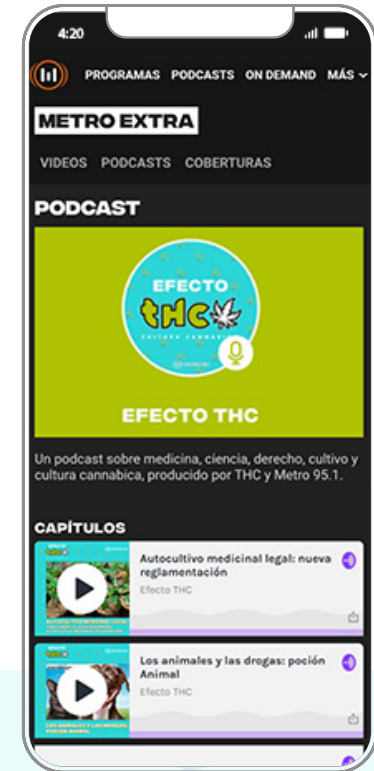 4:20
PROGRAMAS PODCASTS ON DEMAND MÁS
METRO EXTRA
VIDEOS PODCASTS COBERTURAS
PODCAST
EFECTO
thc
CULTURA CANNABICA
EFECTO THC
Un podcast sobre medicina, ciencia, derecho, cultivo y
cultura cannabica, producido por THC y Metro 95.1.
CAPÍTULOS
Autocultivo medicinal legal: nueva
reglamentación
Efecto THC
Los animales y las drogas: poción
Animal
Efecto THC
LOS ANIMALES Y LAS DROGAS
POCIÓN ANIMAL